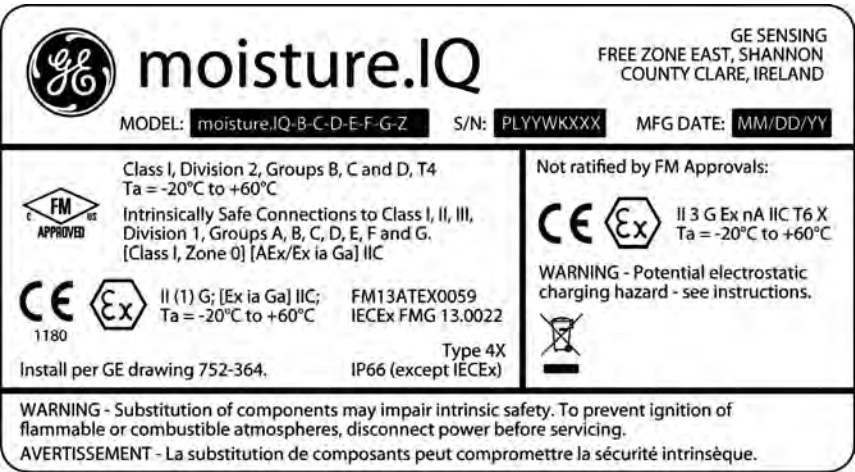 GE moisture.IQ
GE SENSING
FREE ZONE EAST, SHANNON
COUNTY CLARE, IRELAND
MODEL: moisture.IQ-B-C-D-E-F-G-Z S/N: PLYYWKXXX MFG DATE: MM/DD/YY
c FM us
APPROVED
Class I, Division 2, Groups B, C and D, T4
Ta = -20°C to +60°C
Intrinsically Safe Connections to Class I, II, III,
Division 1, Groups A, B, C, D, E, F and G.
[Class I, Zone 0] [AEx/Ex ia Ga] IIC
CE
1180
Ex
II (1) G; [Ex ia Ga] IIC;
Ta = -20°C to +60°C
FM13ATEX0059
IECEx FMG 13.0022
Type 4X
Install per GE drawing 752-364. IP66 (except IECEx)
Not ratified by FM Approvals:
CE Ex
II 3 G Ex nA IIC T6 X
Ta = -20°C to +60°C
WARNING - Potential electrostatic
charging hazard - see instructions.
WARNING - Substitution of components may impair intrinsic safety. To prevent ignition of
flammable or combustible atmospheres, disconnect power before servicing.
AVERTISSEMENT - La substitution de composants peut compromettre la sécurité intrinsèque.